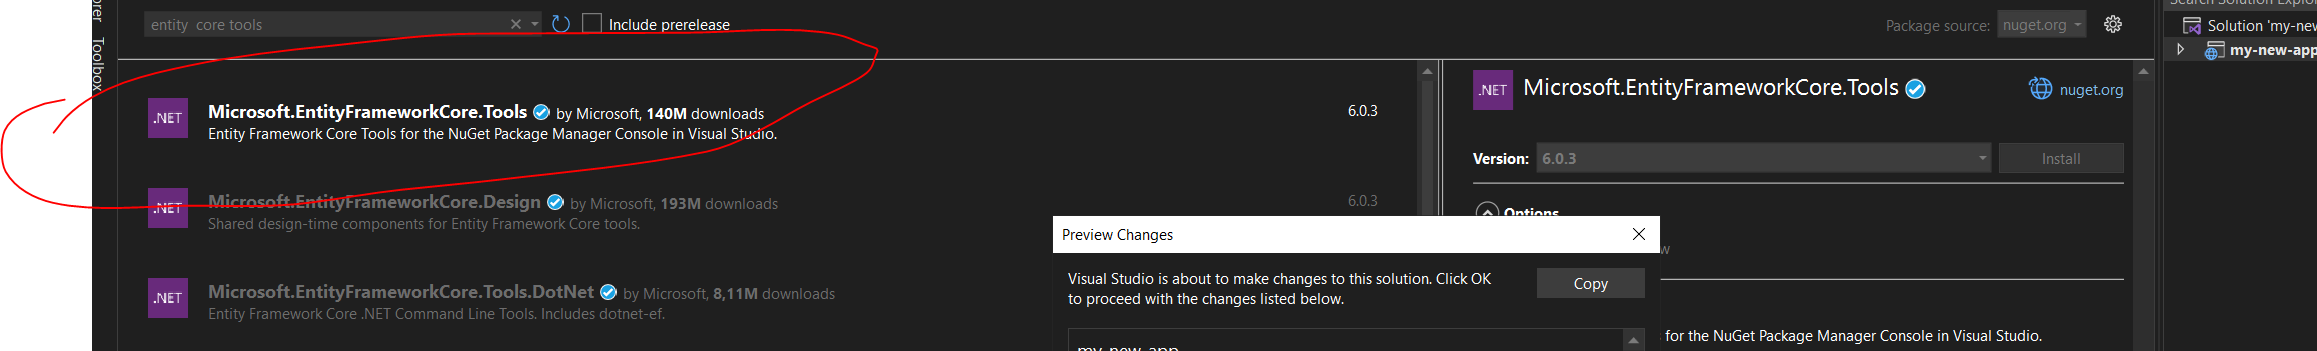 Search Solution Explor
entity core tools
Include prerelease
Package source: nuget.org
Solution 'my-new
my-new-app
Toolbox
.NET
Microsoft.EntityFrameworkCore.Tools by Microsoft, 140M downloads
6.0.3
Entity Framework Core Tools for the NuGet Package Manager Console in Visual Studio.
.NET
Microsoft.EntityFrameworkCore.Design by Microsoft, 193M downloads
6.0.3
Shared design-time components for Entity Framework Core tools.
.NET
Microsoft.EntityFrameworkCore.Tools.DotNet by Microsoft, 8,11M downloads
Entity Framework Core .NET Command Line Tools. Includes dotnet-ef.
.NET
Microsoft.EntityFrameworkCore.Tools
nuget.org
Version: 6.0.3
Install
Options
Preview Changes
Visual Studio is about to make changes to this solution. Click OK
to proceed with the changes listed below.
Copy
my-new-app
for the NuGet Package Manager Console in Visual Studio.